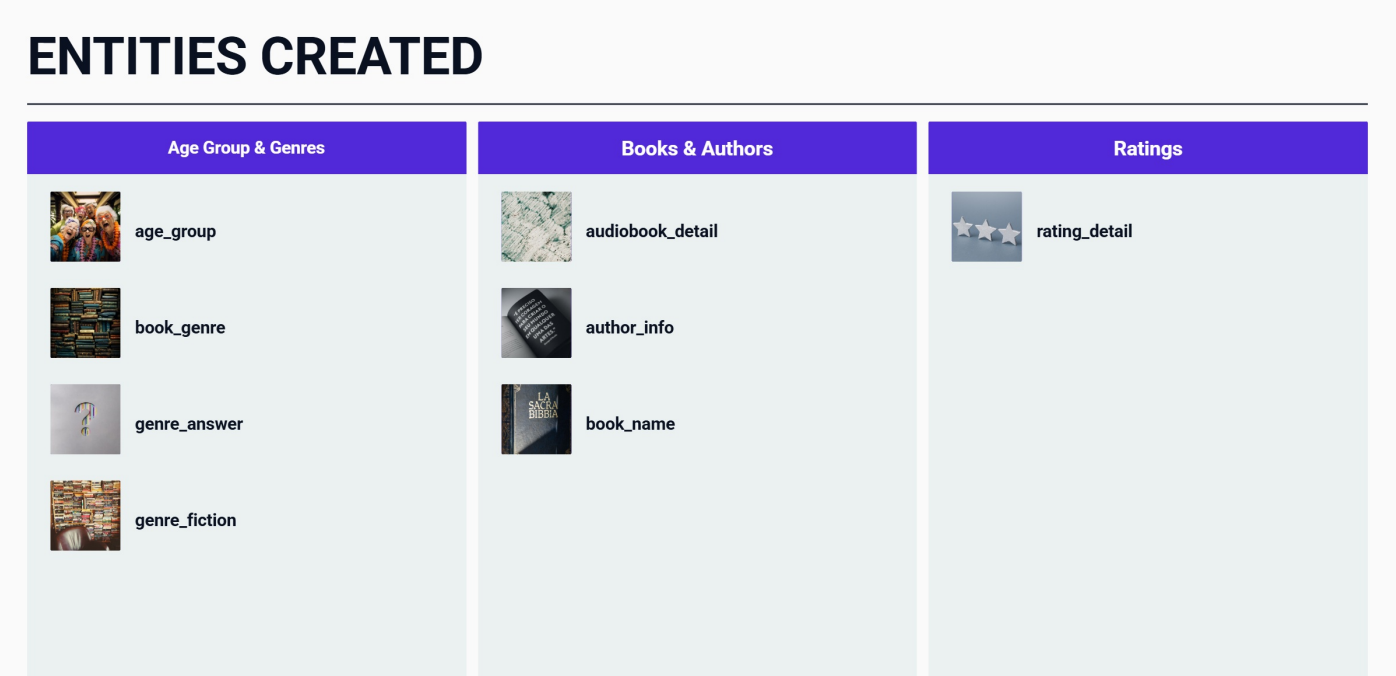 ENTITIES CREATED
Age Group & Genres
age_group
book_genre
genre_answer
genre_fiction
Books & Authors
audiobook_detail
author_info
book_name
LA
SACRA
BIBBIA
Ratings
rating_detail